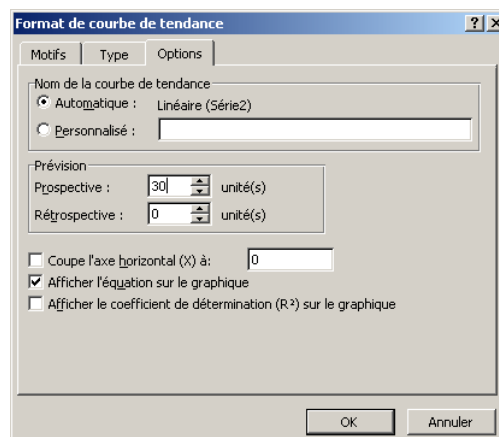 Format de courbe de tendance
Motifs Type Options
Nom de la courbe de tendance
Automatique : Linéaire (Série2)
Personnalisé :
Prévision
Prospective : 30 unité(s)
Rétrospective : 0 unité(s)
Coupe l'axe horizontal (X) à: 0
Afficher l'équation sur le graphique
Afficher le coefficient de détermination (R²) sur le graphique
OK Annuler